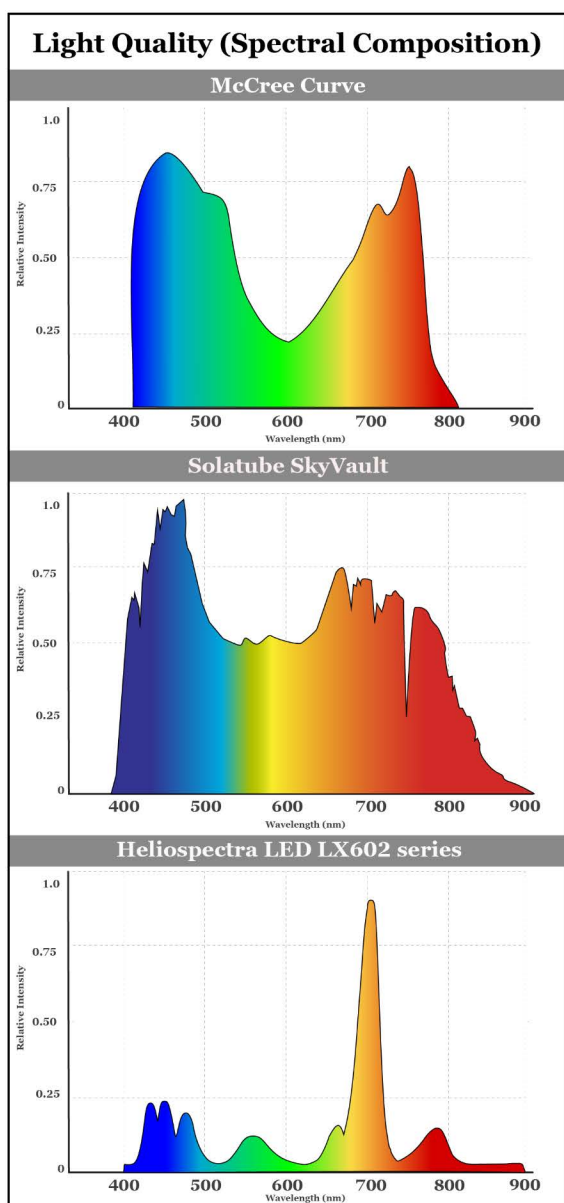 Light Quality (Spectral Composition)
McCree Curve
1.0
0.75
0.50
0.25
0
Relative Intensity
400 500 600 700 800 900
Wavelength (nm)
Solatube SkyVault
1.0
0.75
0.50
0.25
0
Relative Intensity
400 500 600 700 800 900
Wavelength (nm)
Heliospectra LED LX602 series
1.0
0.75
0.50
0.25
0
Relative Intensity
400 500 600 700 800 900
Wavelength (nm)